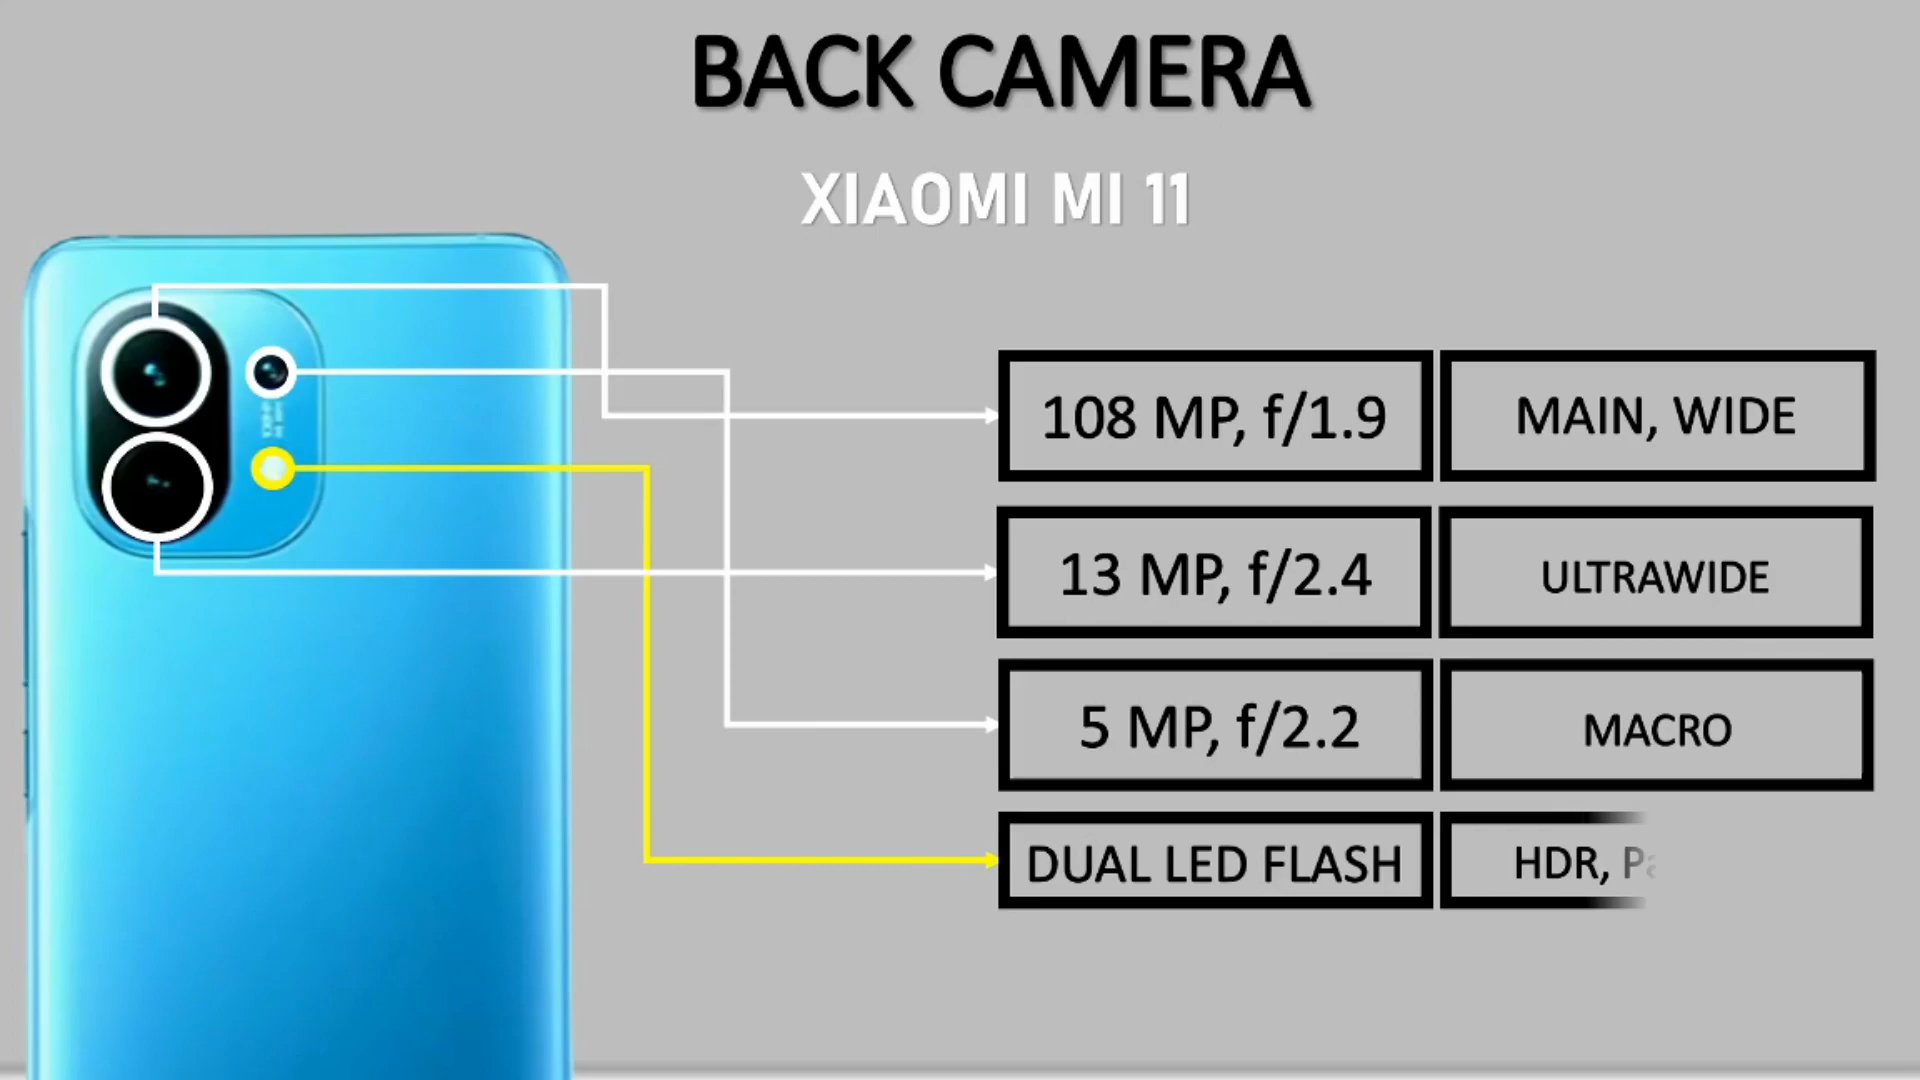 BACK CAMERA
XIAOMI MI 11
108 MP, f/1.9
MAIN, WIDE
13 MP, f/2.4
ULTRAWIDE
5 MP, f/2.2
MACRO
DUAL LED FLASH
HDR,